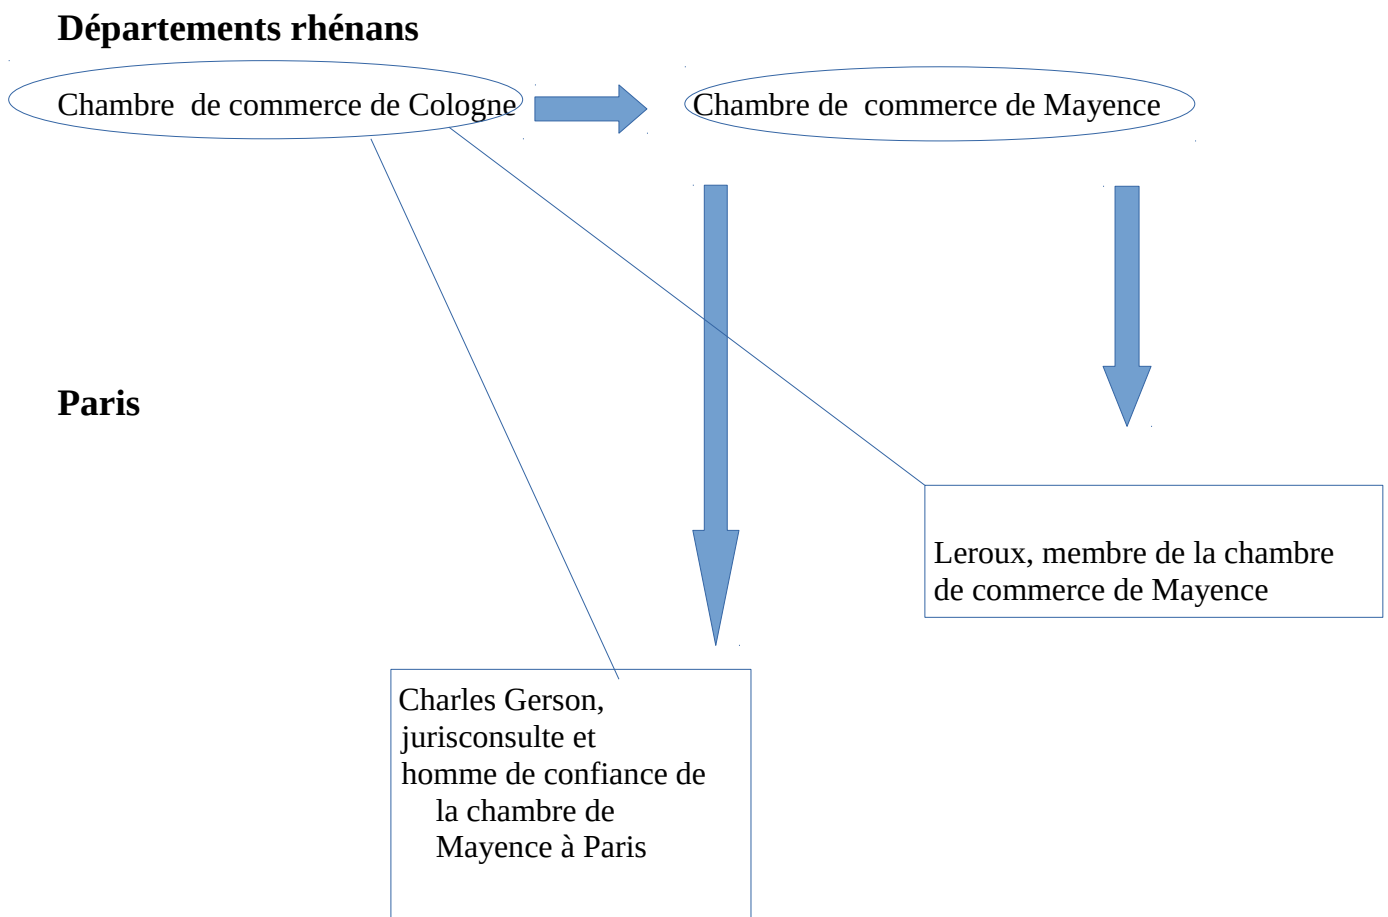 Départements rhénans
Chambre de commerce de Cologne
Chambre de commerce de Mayence
Paris
Leroux, membre de la chambre
de commerce de Mayence
Charles Gerson,
jurisconsulte et
homme de confiance de
la chambre de
Mayence à Paris